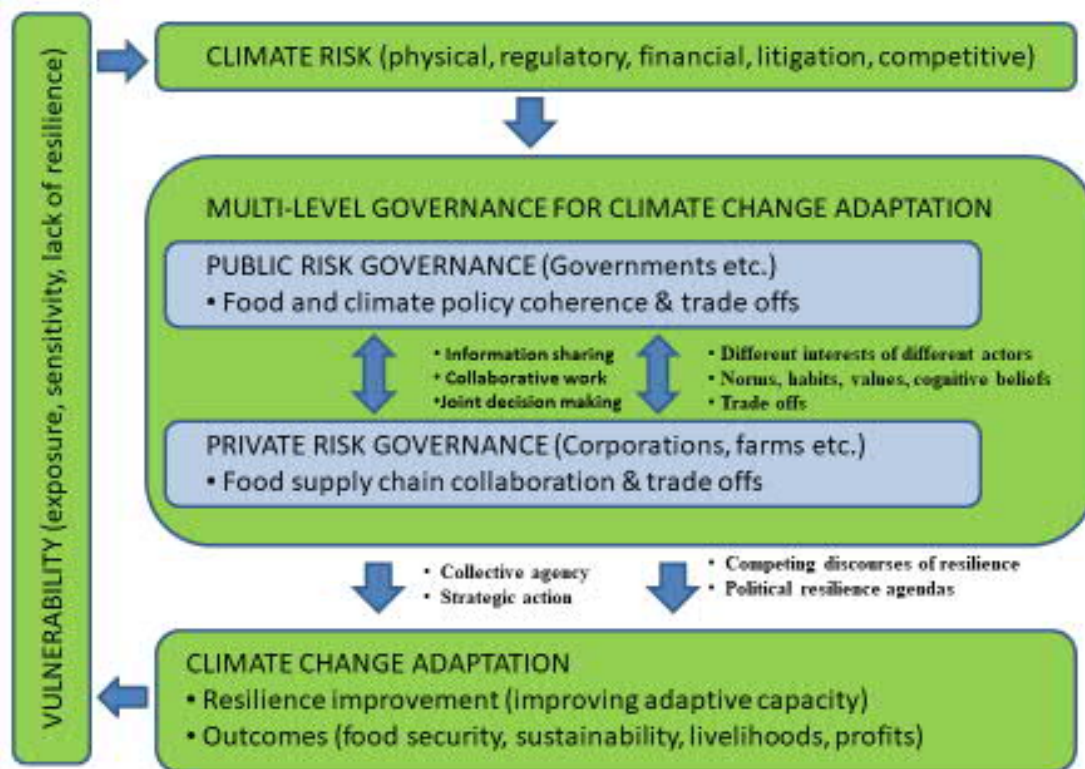 VULNERABILITY (exposure, sensitivity, lack of resilience)
CLIMATE RISK (physical, regulatory, financial, litigation, competitive)
MULTI-LEVEL GOVERNANCE FOR CLIMATE CHANGE ADAPTATION
PUBLIC RISK GOVERNANCE (Governments etc.)
• Food and climate policy coherence & trade offs
• Information sharing
• Collaborative work
•Joint decision making
• Different interests of different actors
• Norms, habits, values, cognitive beliefs
• Trade offs
PRIVATE RISK GOVERNANCE (Corporations, farms etc.)
• Food supply chain collaboration & trade offs
• Collective agency
• Strategic action
• Competing discourses of resilience
• Political resilience agendas
CLIMATE CHANGE ADAPTATION
• Resilience improvement (improving adaptive capacity)
• Outcomes (food security, sustainability, livelihoods, profits)